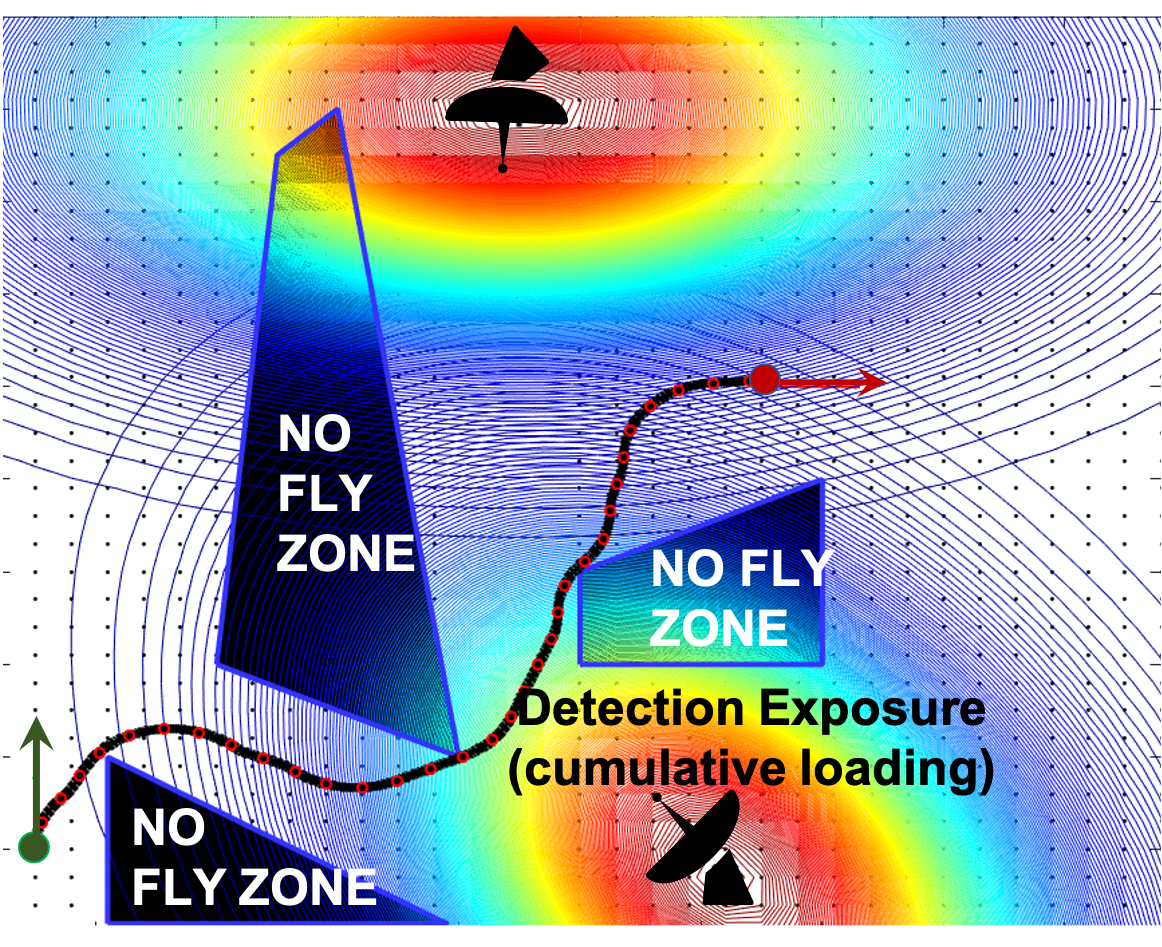 NO
FLY
ZONE
NO FLY
ZONE
Detection Exposure
(cumulative loading)
NO
FLY ZONE